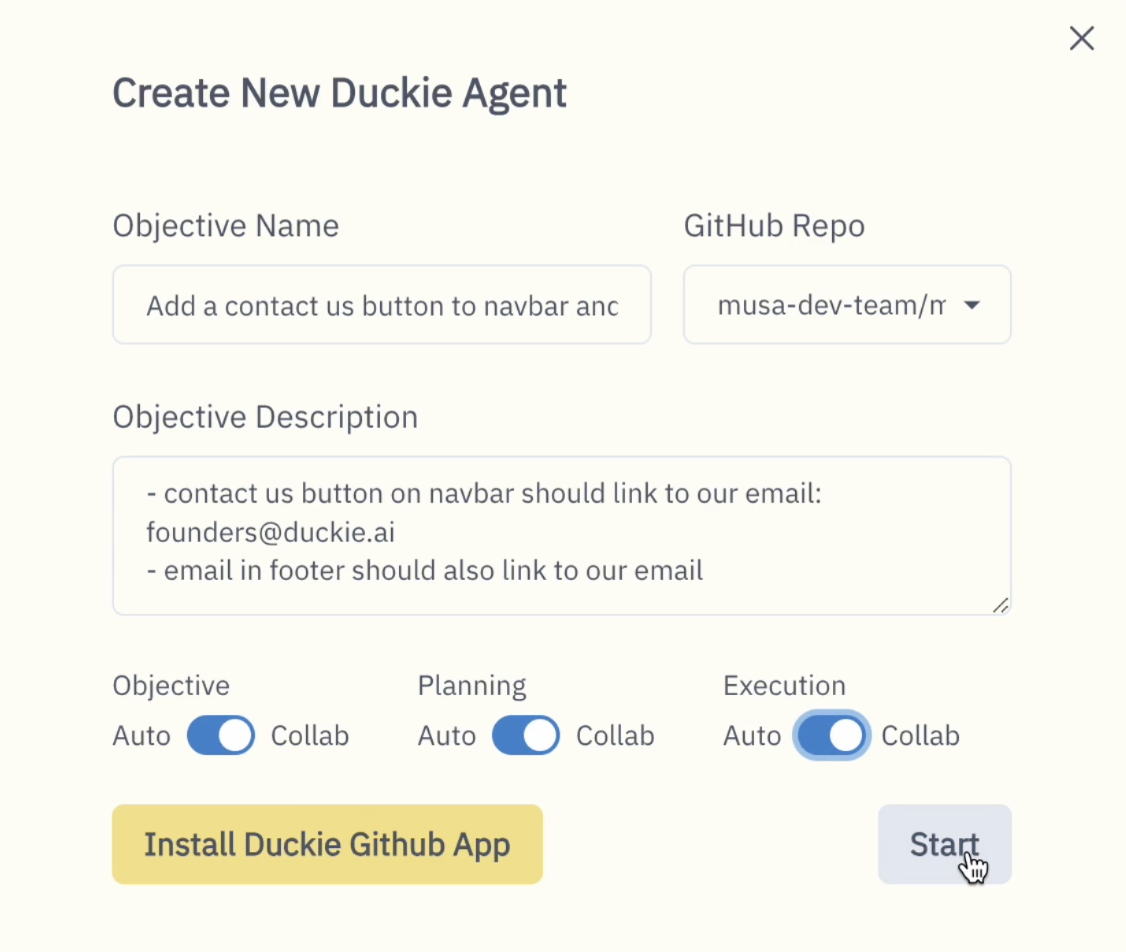 Create New Duckie Agent
Objective Name
GitHub Repo
Add a contact us button to navbar
musa-dev-team/
Objective Description
- contact us button on navbar should link to our email:
founders@duckie.ai
- email in footer should also link to our email
Objective
Planning
Execution
Auto Collab
Auto Collab
Auto Collab
Install Duckie Github App
Start